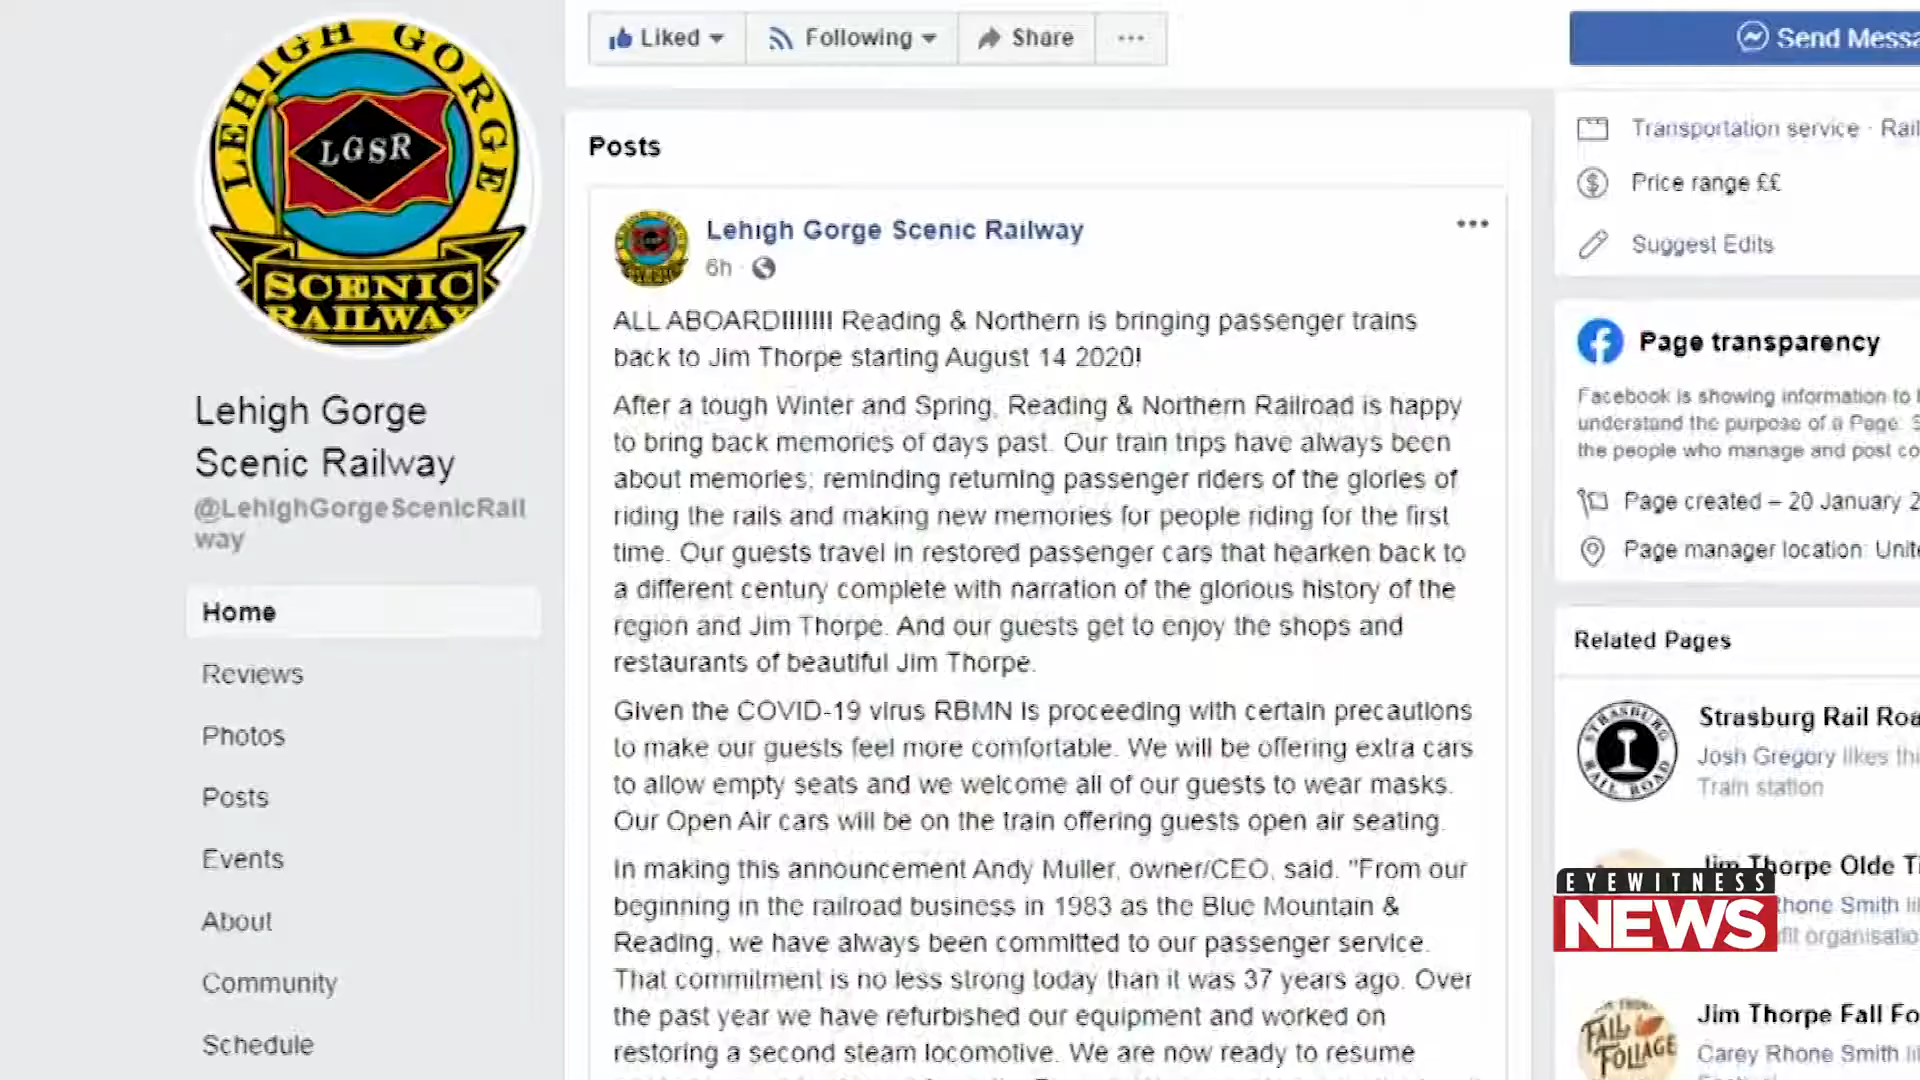 LEHIGH GORGE
LGSR
SCENIC
RAILWAY
Lehigh Gorge
Scenic Railway
@LehighGorgeScenicRail
way
Home
Reviews
Photos
Posts
Events
About
Community
Schedule
Liked
Following
Share
Posts
Lehigh Gorge Scenic Railway
6h
ALL ABOARD!!!!!!! Reading & Northern is bringing passenger trains
back to Jim Thorpe starting August 14 2020!
After a tough Winter and Spring, Reading & Northern Railroad is happy
to bring back memories of days past. Our train trips have always been
about memories; reminding returning passenger riders of the glories of
riding the rails and making new memories for people riding for the first
time. Our guests travel in restored passenger cars that hearken back to
a different century complete with narration of the glorious history of the
region and Jim Thorpe. And our guests get to enjoy the shops and
restaurants of beautiful Jim Thorpe.
Given the COVID-19 virus RBMN is proceeding with certain precautions
to make our guests feel more comfortable. We will be offering extra cars
to allow empty seats and we welcome all of our guests to wear masks.
Our Open Air cars will be on the train offering guests open air seating.
In making this announcement Andy Muller, owner/CEO, said. "From our
beginning in the railroad business in 1983 as the Blue Mountain &
Reading, we have always been committed to our passenger service.
That commitment is no less strong today than it was 37 years ago. Over
the past year we have refurbished our equipment and worked on
restoring a second steam locomotive. We are now ready to resume
Send Messa
Transportation service · Rail
Price range ££
Suggest Edits
Page transparency
Facebook is showing information to
understand the purpose of a Page. S
the people who manage and post co
Page created – 20 January 2
Page manager location: Unite
Related Pages
STRASBURG
RAIL ROAD
Strasburg Rail Roa
Josh Gregory likes thi
Train station
Jim Thorpe Olde Ti
Rhone Smith li
fit organisatio
EYEWITNESS
NEWS
FALL
FOLIAGE
Jim Thorpe Fall Fo
Carey Rhone Smith li